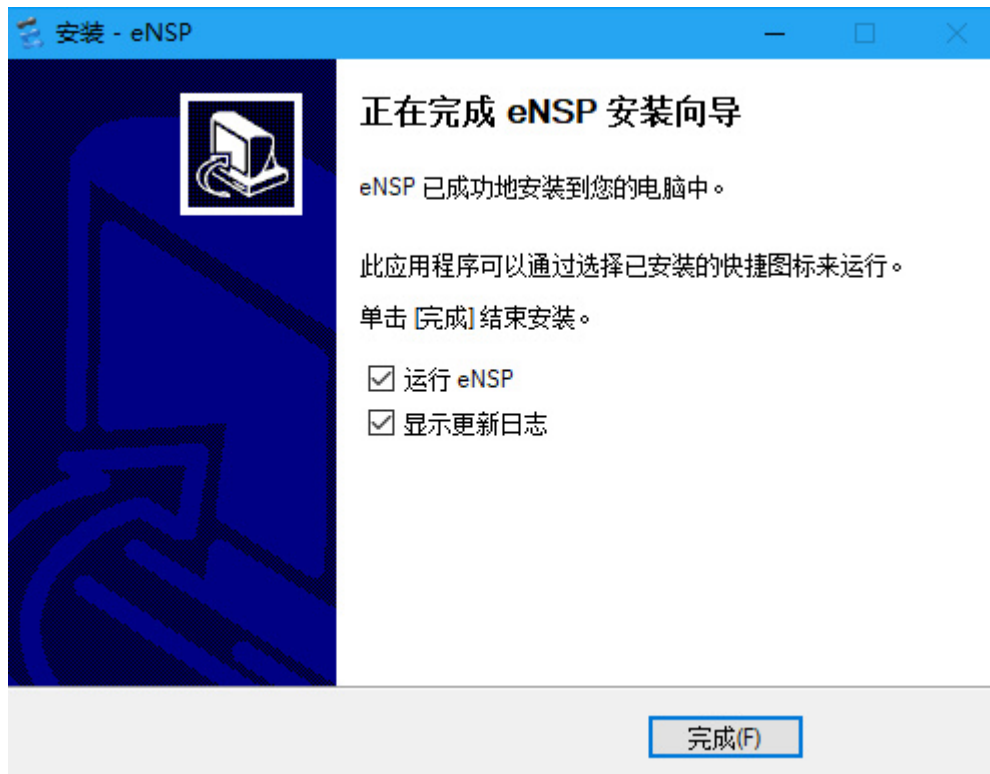 安装 - eNSP
正在完成 eNSP 安装向导
eNSP 已成功地安装到您的电脑中。
此应用程序可以通过选择已安装的快捷图标来运行。
单击 [完成] 结束安装。
运行 eNSP
显示更新日志
完成(F)